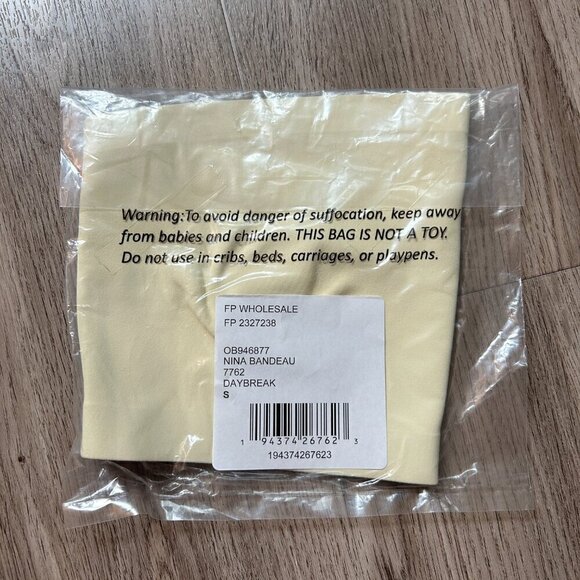 Warning:To avoid danger of suffocation, keep away
from babies and children. THIS BAG IS NOT A TOY.
Do not use in cribs, beds, carriages, or playpens.
FP WHOLESALE
FP 2327238
OB946877
NINA BANDEAU
7762
DAYBREAK
S
1 94374 26762 3
194374267623